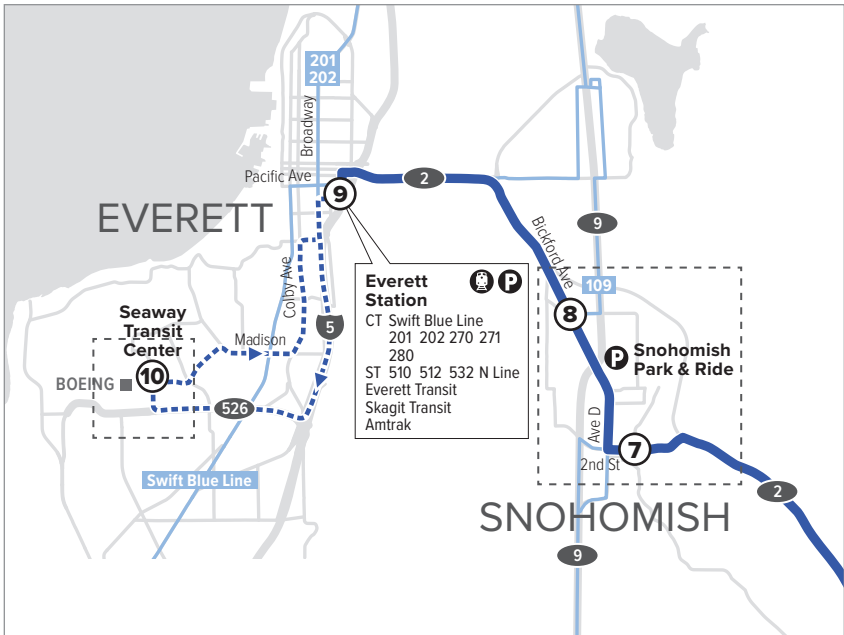 201
202
Broadway
Pacific Ave
9
2
EVERETT
Bickford Ave
9
109
Colby Ave
Everett
Station
P
CT Swift Blue Line
201 202 270 271
280
ST 510 512 532 N Line
Everett Transit
Skagit Transit
Amtrak
8
Seaway
Transit
Center
Madison
5
10
BOEING
P
Snohomish
Park & Ride
526
Ave D
7
2nd St
Swift Blue Line
2
SNOHOMISH
9